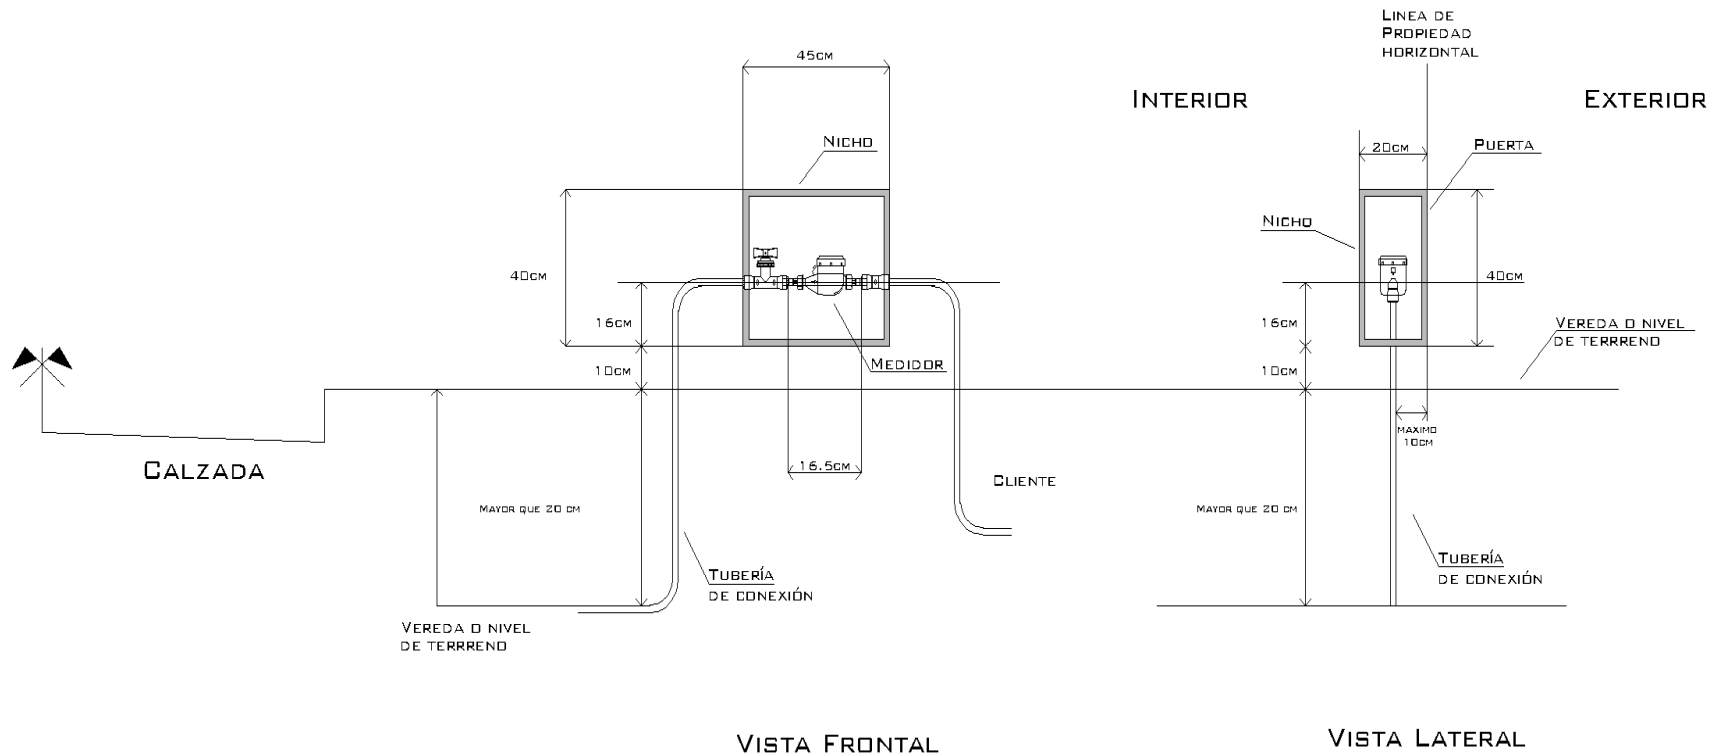 LINEA DE
PROPIEDAD
HORIZONTAL
45CM
INTERIOR
EXTERIOR
NICHO
20CM
PUERTA
NICHO
40CM
40CM
16CM
16CM
VEREDA O NIVEL
DE TERRRENO
MEDIDOR
10CM
10CM
MAXIMO
10CM
CALZADA
16.5CM
CLIENTE
MAYOR QUE 20 CM
MAYOR QUE 20 CM
TUBERÍA
DE CONEXIÓN
TUBERÍA
DE CONEXIÓN
VEREDA O NIVEL
DE TERRRENO
VISTA FRONTAL
VISTA LATERAL